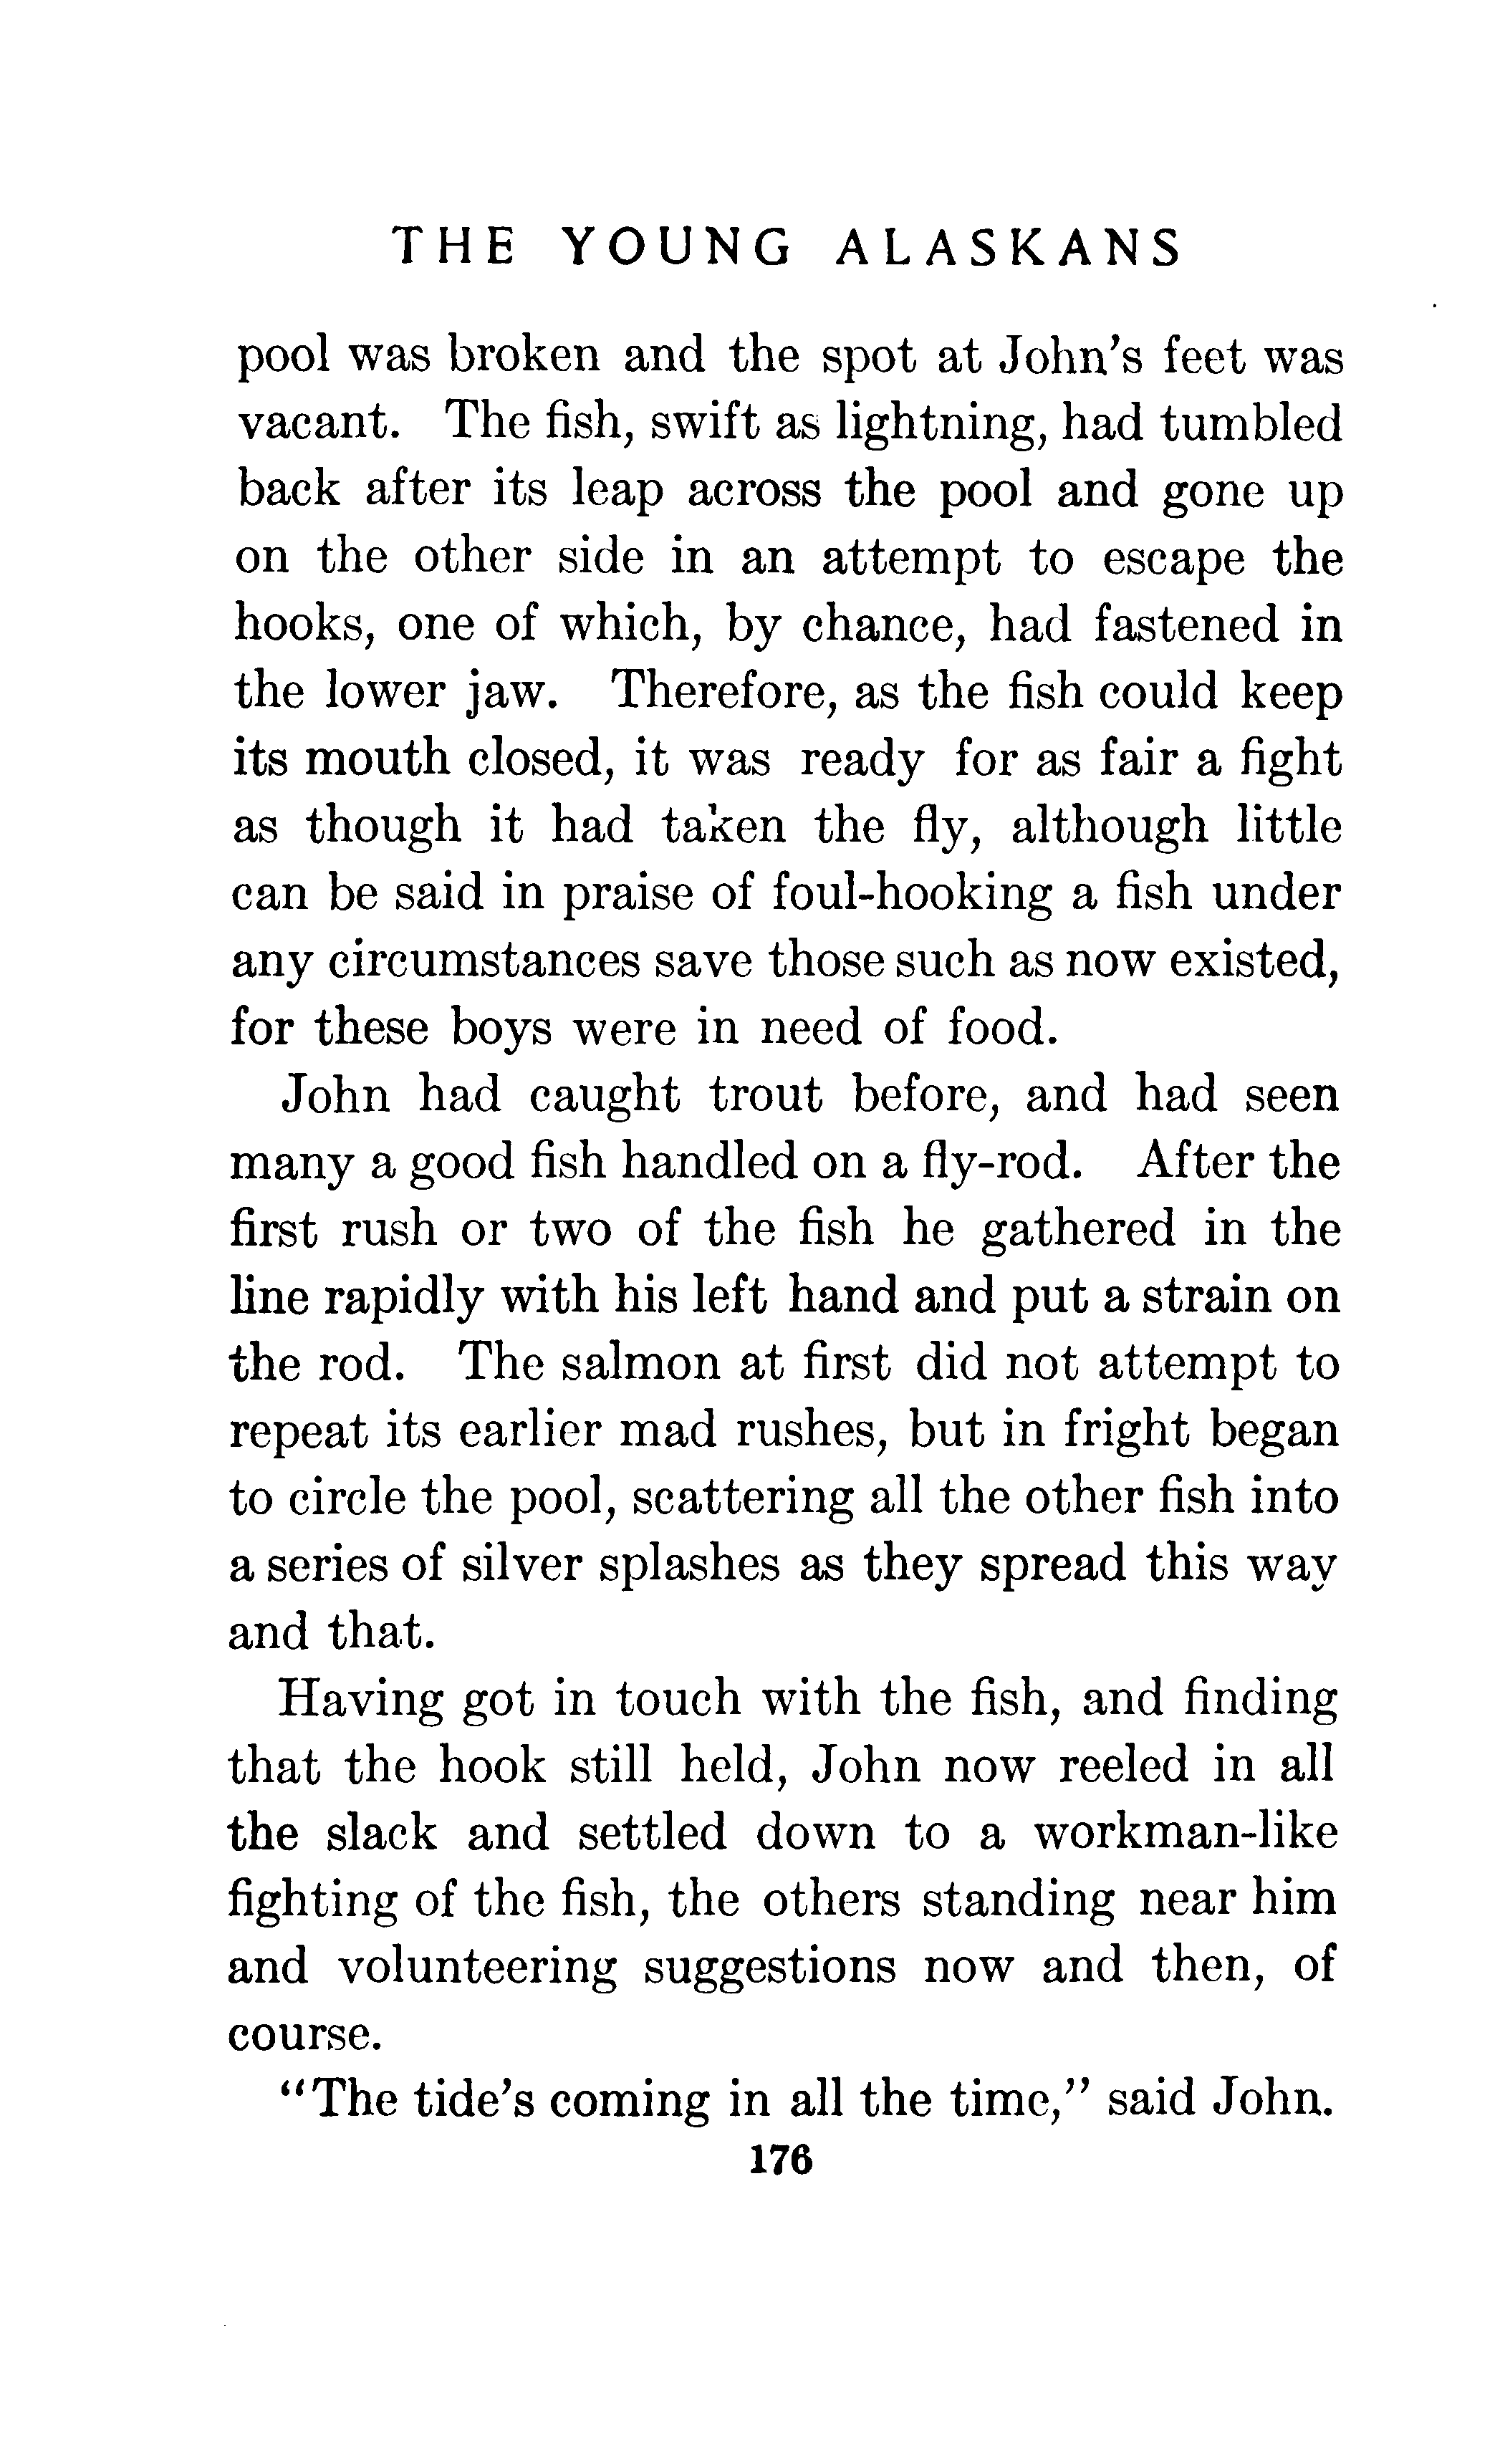 THE YOUNG ALASKANS
pool was broken and the spot at John's feet was
vacant. The fish, swift as lightning, had tumbled
back after its leap across the pool and gone up
on the other side in an attempt to escape the
hooks, one of which, by chance, had fastened in
the lower jaw. Therefore, as the fish could keep
its mouth closed, it was ready for as fair a fight
as though it had taken the fly, although little
can be said in praise of foul-hooking a fish under
any circumstances save those such as now existed,
for these boys were in need of food.
John had caught trout before, and had seen
many a good fish handled on a fly-rod. After the
first rush or two of the fish he gathered in the
line rapidly with his left hand and put a strain on
the rod. The salmon at first did not attempt to
repeat its earlier mad rushes, but in fright began
to circle the pool, scattering all the other fish into
a series of silver splashes as they spread this way
and that.
Having got in touch with the fish, and finding
that the hook still held, John now reeled in all
the slack and settled down to a workman-like
fighting of the fish, the others standing near him
and volunteering suggestions now and then, of
course.
"The tide's coming in all the time," said John.
176